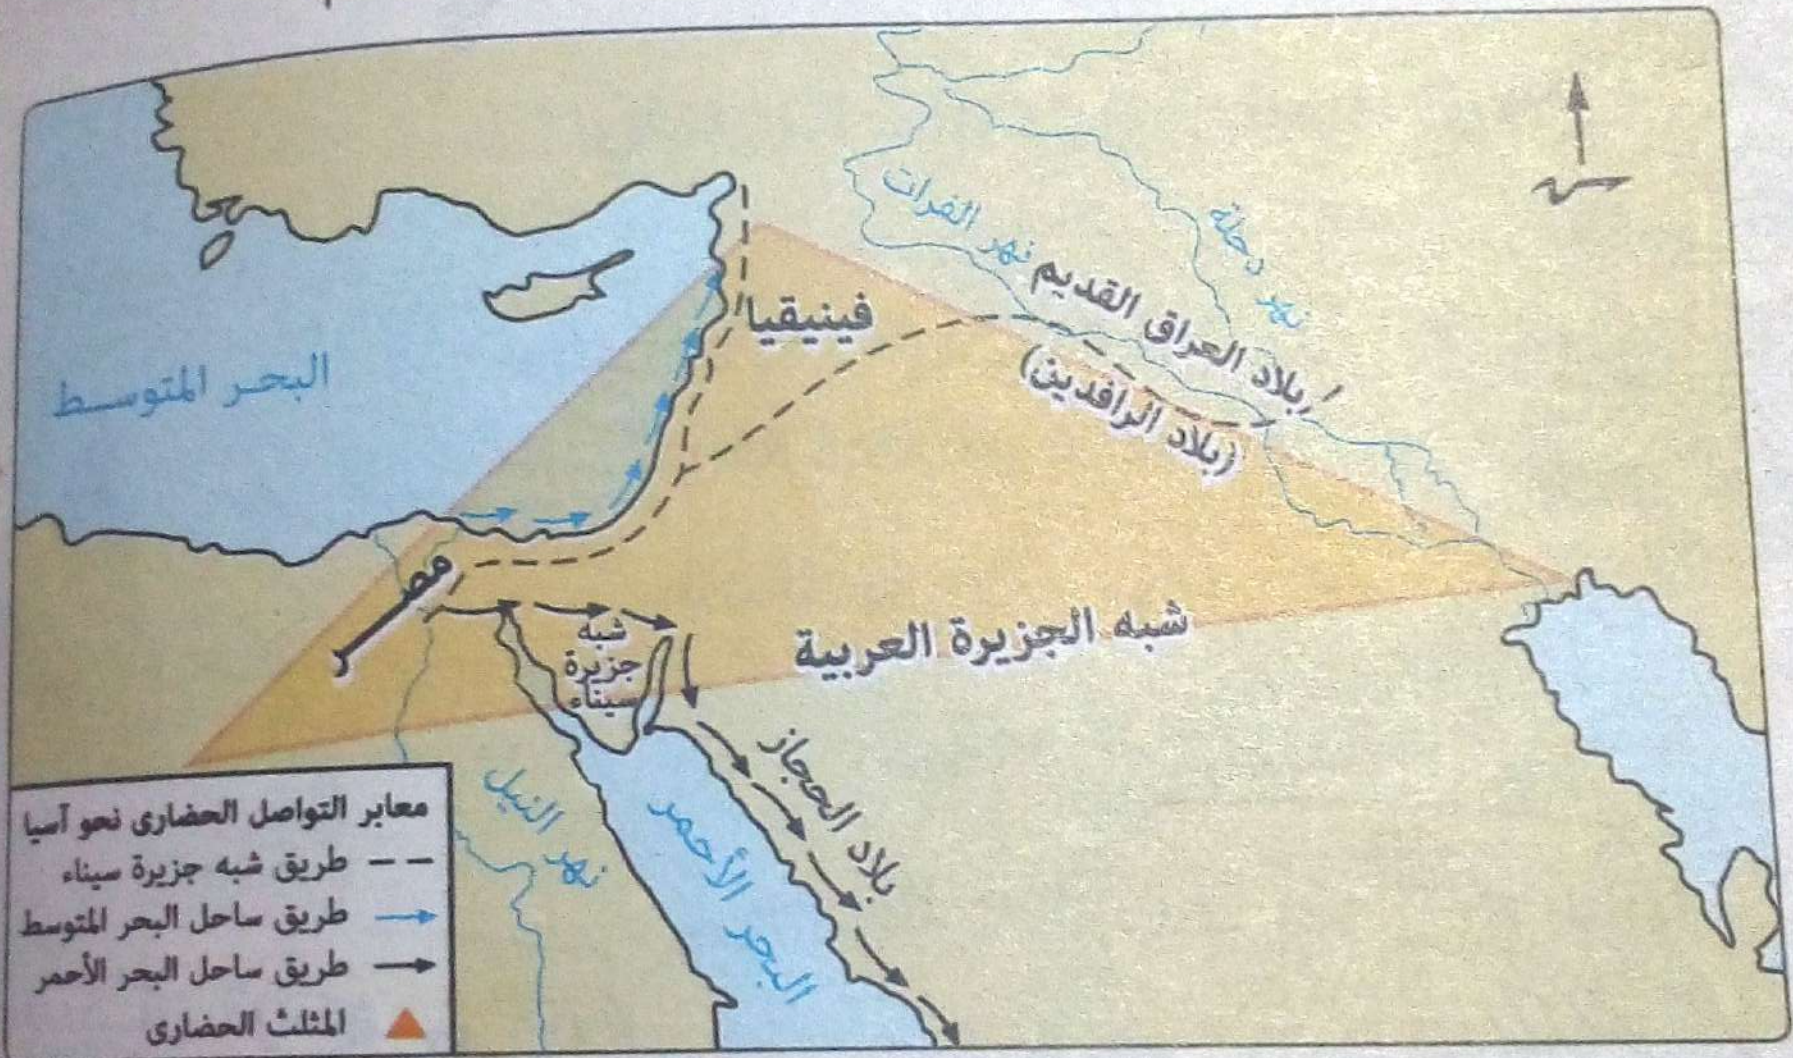 س
نهر دجلة
نهر الفرات
بلاد العراق القديم
(بلاد الرافدين)
فينيقيا
البحر المتوسط
مصر
شبه
جزيرة
سيناء
شبه الجزيرة العربية
بلاد الحجاز
نهر النيل
البحر الأحمر
معابر التواصل الحضارى نحو آسيا
طريق شبه جزيرة سيناء
طريق ساحل البحر المتوسط
طريق ساحل البحر الأحمر
المثلث الحضارى